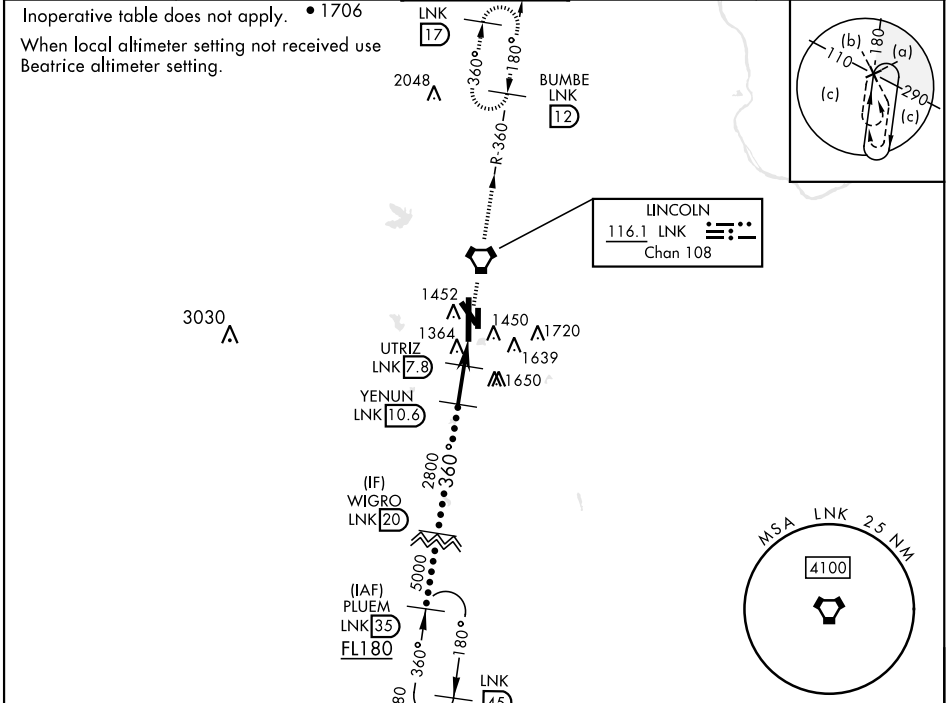 Inoperative table does not apply.
1706
When local altimeter setting not received use
Beatrice altimeter setting.
LNK
17
360°
180°
2048
BUMBE
LNK
12
R-360
(b)
180
(a)
110
(c)
290
(c)
LINCOLN
116.1 LNK
Chan 108
3030
1452
1450
1720
1364
1639
UTRIZ
LNK 7.8
1650
YENUN
LNK 10.6
2800
360°
(IF)
WIGRO
LNK 20
5000
(IAF)
PLUEM
LNK 35
FL180
360°
180°
LNK
45
MSA LNK 25 NM
4100